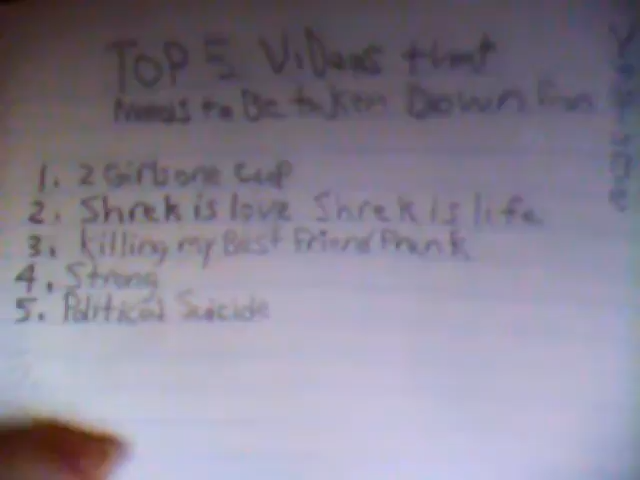 TOP 5 Videos that
Needs to Be taken Down From
Youtube
1. 2 Girls one Cup
2. Shrek is love Shrek is life
3. Killing my Best Friend Prank
4. Strong
5. Political Suicide